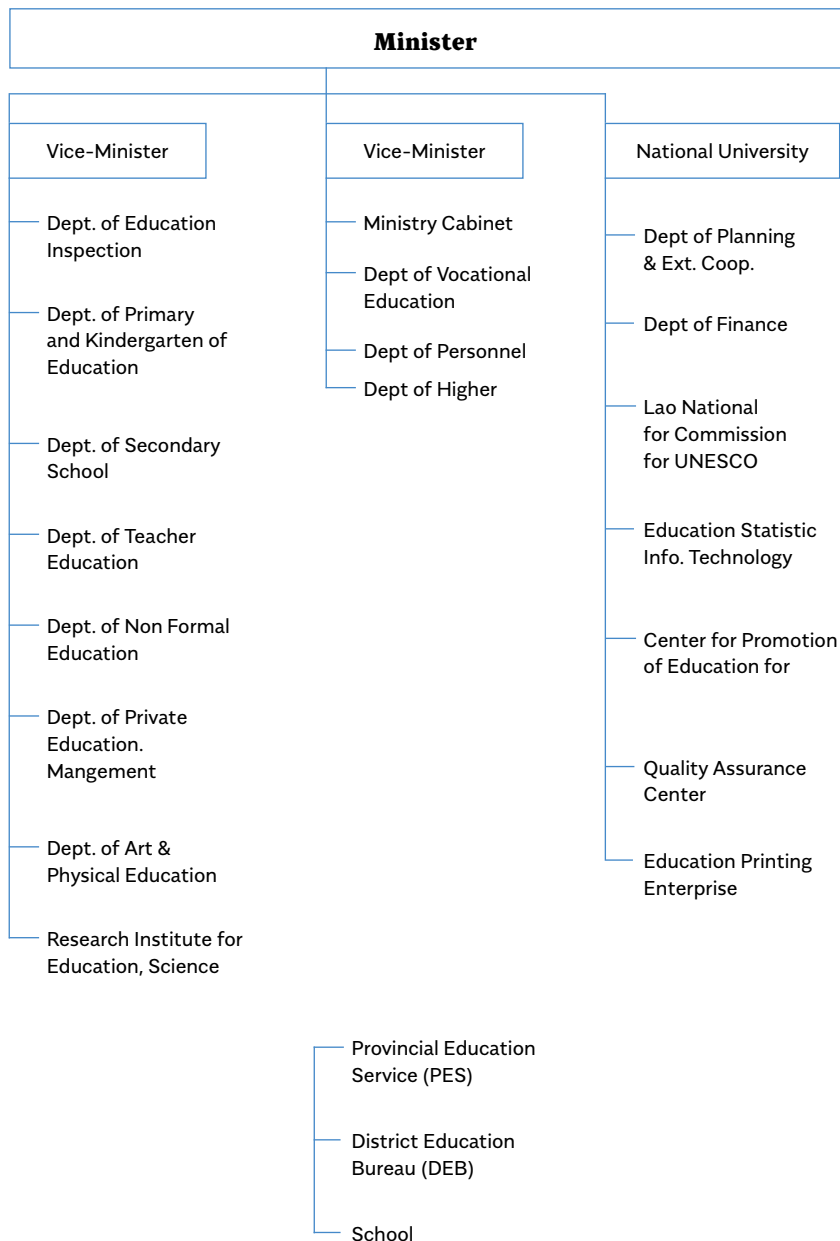 Minister
Vice-Minister
Dept. of Education
Inspection
Dept. of Primary
and Kindergarten of
Education
Dept. of Secondary
School
Dept. of Teacher
Education
Dept. of Non Formal
Education
Dept. of Private
Education.
Mangement
Dept. of Art &
Physical Education
Research Institute for
Education, Science
Vice-Minister
Ministry Cabinet
Dept of Vocational
Education
Dept of Personnel
Dept of Higher
National University
Dept of Planning
& Ext. Coop.
Dept of Finance
Lao National
for Commission
for UNESCO
Education Statistic
Info. Technology
Center for Promotion
of Education for
Quality Assurance
Center
Education Printing
Enterprise
Provincial Education
Service (PES)
District Education
Bureau (DEB)
School